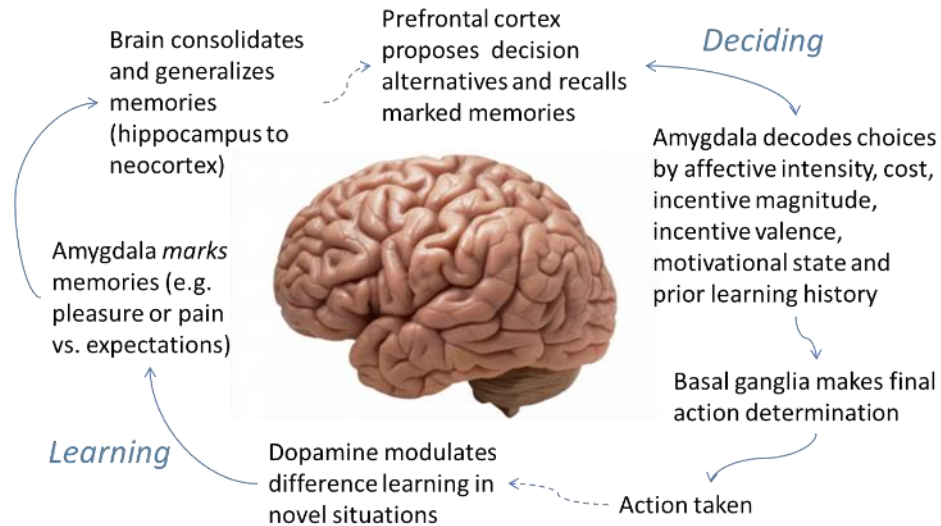 Brain consolidates
and generalizes
memories
(hippocampus to
neocortex)
Prefrontal cortex
proposes decision
alternatives and recalls
marked memories
Deciding
Amygdala decodes choices
by affective intensity, cost,
incentive magnitude,
incentive valence,
motivational state and
prior learning history
Basal ganglia makes final
action determination
Action taken
Dopamine modulates
difference learning in
novel situations
Learning
Amygdala marks
memories (e.g.
pleasure or pain
vs. expectations)